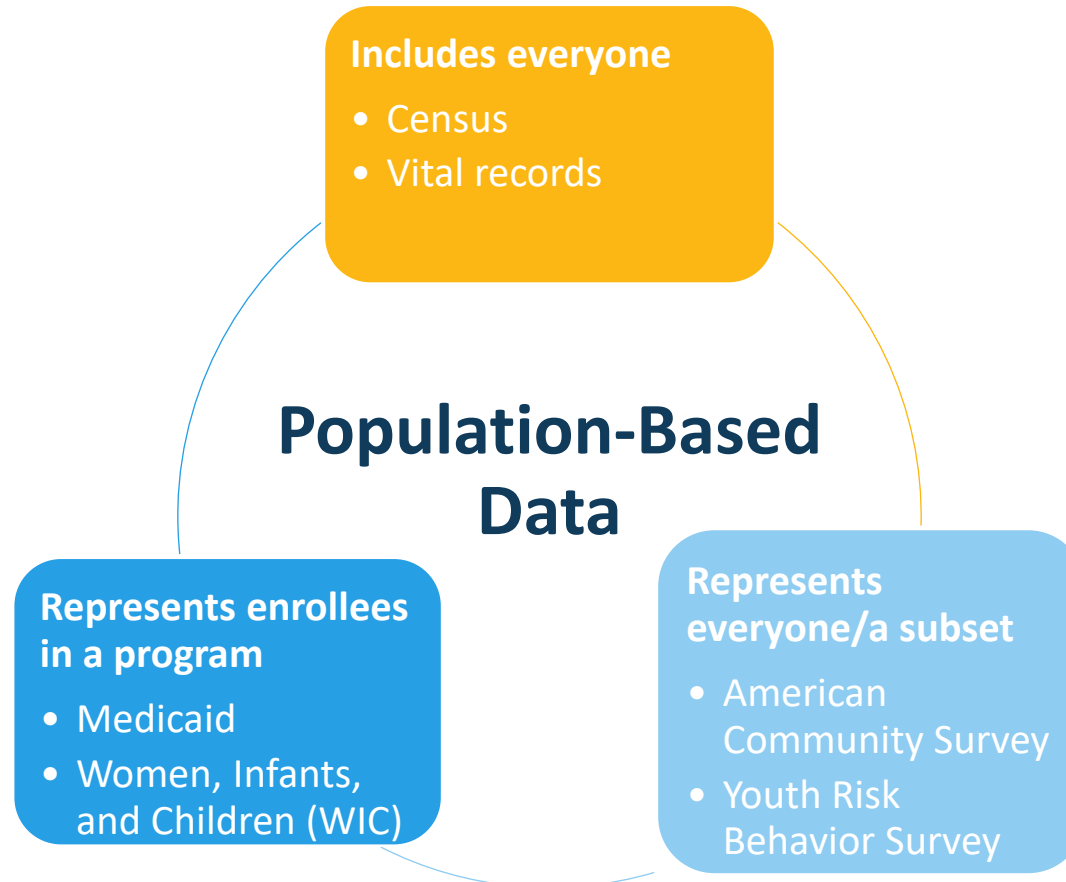 Includes everyone
• Census
• Vital records
Population-Based
Data
Represents enrollees
in a program
• Medicaid
• Women, Infants,
and Children (WIC)
Represents
everyone/a subset
• American
Community Survey
• Youth Risk
Behavior Survey